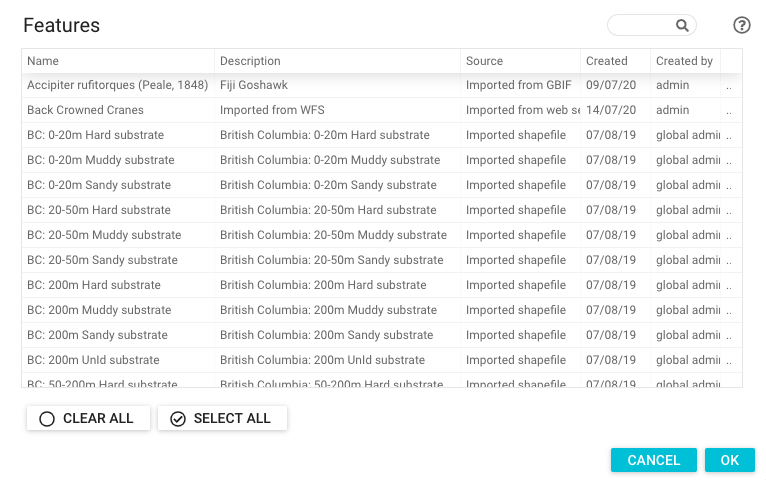 Features
Name Description Source Created Created by
Accipiter rufitorques (Peale, 1848) Fiji Goshawk Imported from GBIF 09/07/20 admin ..
Back Crowned Cranes Imported from WFS Imported from web se 14/07/20 admin ..
BC: 0-20m Hard substrate British Columbia: 0-20m Hard substrate Imported shapefile 07/08/19 global admin ..
BC: 0-20m Muddy substrate British Columbia: 0-20m Muddy substrate Imported shapefile 07/08/19 global admin ..
BC: 0-20m Sandy substrate British Columbia: 0-20m Sandy substrate Imported shapefile 07/08/19 global admin ..
BC: 20-50m Hard substrate British Columbia: 20-50m Hard substrate Imported shapefile 07/08/19 global admin ..
BC: 20-50m Muddy substrate British Columbia: 20-50m Muddy substrate Imported shapefile 07/08/19 global admin ..
BC: 20-50m Sandy substrate British Columbia: 20-50m Sandy substrate Imported shapefile 07/08/19 global admin ..
BC: 200m Hard substrate British Columbia: 200m Hard substrate Imported shapefile 07/08/19 global admin ..
BC: 200m Muddy substrate British Columbia: 200m Muddy substrate Imported shapefile 07/08/19 global admin ..
BC: 200m Sandy substrate British Columbia: 200m Sandy substrate Imported shapefile 07/08/19 global admin ..
BC: 200m Unld substrate British Columbia: 200m Unld substrate Imported shapefile 07/08/19 global admin ..
BC: 50-200m Hard substrate British Columbia: 50-200m Hard substrate Imported shapefile 07/08/19 global admin ..
CLEAR ALL SELECT ALL
CANCEL OK